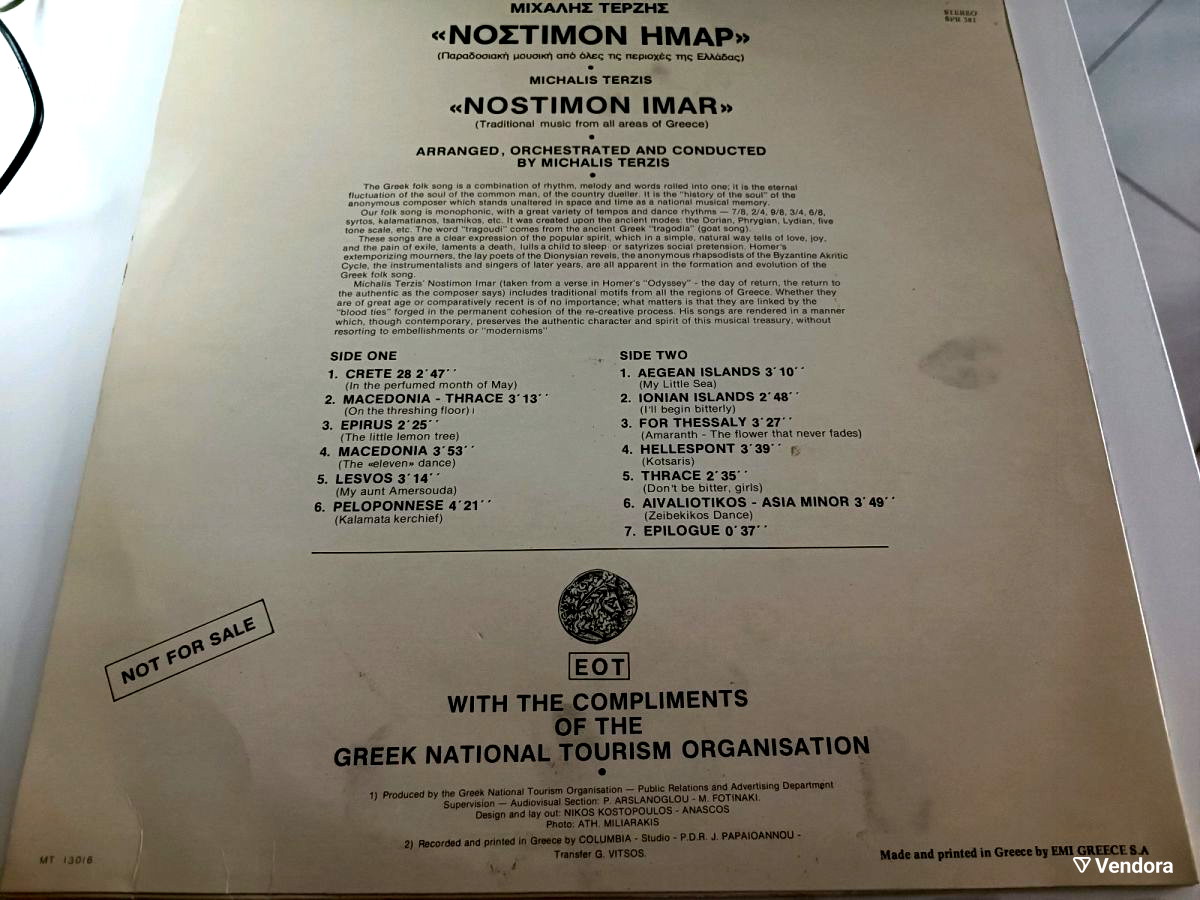 ΜΙΧΑΛΗΣ ΤΕΡΖΗΣ
STEREO
«ΝΟΣΤΙΜΟΝ ΗΜΑΡ»
(Παραδοσιακή μουσική από όλες τις περιοχές της Ελλάδας)
MICHALIS TERZIS
«NOSTIMON IMAR»
(Traditional music from all areas of Greece)
ARRANGED, ORCHESTRATED AND CONDUCTED
BY MICHALIS TERZIS
The Greek folk song is a combination of rhythm, melody and words rolled into one; it is the eternal
fluctuation of the soul of the common man, of the country dueller. It is the "history of the soul" of the
anonymous composer which stands unaltered in space and time as a national musical memory.
Our folk song is monophonic, with a great variety of tempos and dance rhythms — 7/8, 2/4, 9/8, 3/4, 6/8,
syrtos, kalamatianos, tsamikos, etc. It was created upon the ancient modes: the Dorian, Phrygian, Lydian, five
tone scale, etc. The word "tragoudi" comes from the ancient Greek "tragodia" (goat song).
These songs are a clear expression of the popular spirit, which in a simple, natural way tells of love, joy,
and the pain of exile, laments a death, lulls a child to sleep or satyrizes social pretension. Homer's
extemporizing mourners, the lay poets of the Dionysian revels, the anonymous rhapsodists of the Byzantine Akritic
Cycle, the instrumentalists and singers of later years, are all apparent in the formation and evolution of the
Greek folk song.
Michalis Terzis' Nostimon Imar (taken from a verse in Homer's "Odyssey" - the day of return, the return to
the authentic as the composer says) includes traditional motifs from all the regions of Greece. Whether they
are of great age or comparatively recent is of no importance; what matters is that they are linked by the
"blood ties" forged in the permanent cohesion of the re-creative process. His songs are rendered in a manner
which, though contemporary, preserves the authentic character and spirit of this musical treasury, without
resorting to embellishments or "modernisms"
SIDE ONE
1. CRETE 28 2΄47΄΄
(In the perfumed month of May)
2. MACEDONIA - THRACE 3΄13΄΄
(On the threshing floor)
3. EPIRUS 2΄25΄΄
(The little lemon tree)
4. MACEDONIA 3΄53΄΄
(The «eleven» dance)
5. LESVOS 3΄14΄΄
(My aunt Amersouda)
6. PELOPONNESE 4΄21΄΄
(Kalamata kerchief)
SIDE TWO
1. AEGEAN ISLANDS 3΄10΄΄
(My Little Sea)
2. IONIAN ISLANDS 2΄48΄΄
(I'll begin bitterly)
3. FOR THESSALY 3΄27΄΄
(Amaranth - The flower that never fades)
4. HELLESPONT 3΄39΄΄
(Kotsaris)
5. THRACE 2΄35΄΄
(Don't be bitter, girls)
6. AIVALIOTIKOS - ASIA MINOR 3΄49΄΄
(Zeibekikos Dance)
7. EPILOGUE 0΄37΄΄
NOT FOR SALE
EOT
WITH THE COMPLIMENTS
OF THE
GREEK NATIONAL TOURISM ORGANISATION
1) Produced by the Greek National Tourism Organisation — Public Relations and Advertising Department
Supervision — Audiovisual Section: P. ARSLANOGLOU - M. FOTINAKI.
Design and lay out: NIKOS KOSTOPOULOS - ANASCOS
Photo: ATH. MILIARAKIS
2) Recorded and printed in Greece by COLUMBIA - Studio - P.D.R. J. PAPAIOANNOU -
Transfer G. VITSOS.
MT 13016
Made and printed in Greece by EMI GREECE S.A
Vendora